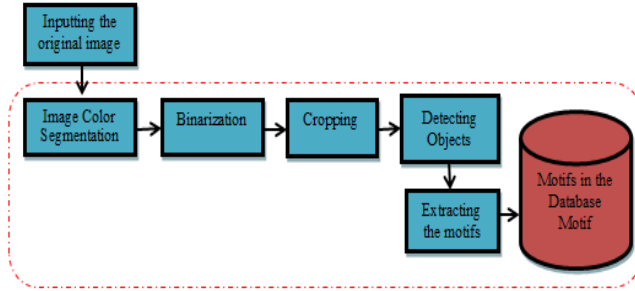 Inputting the
original image
Image Color
Segmentation
Binarization
Cropping
Detecting
Objects
Extracting
the motifs
Motifs in the
Database
Motif